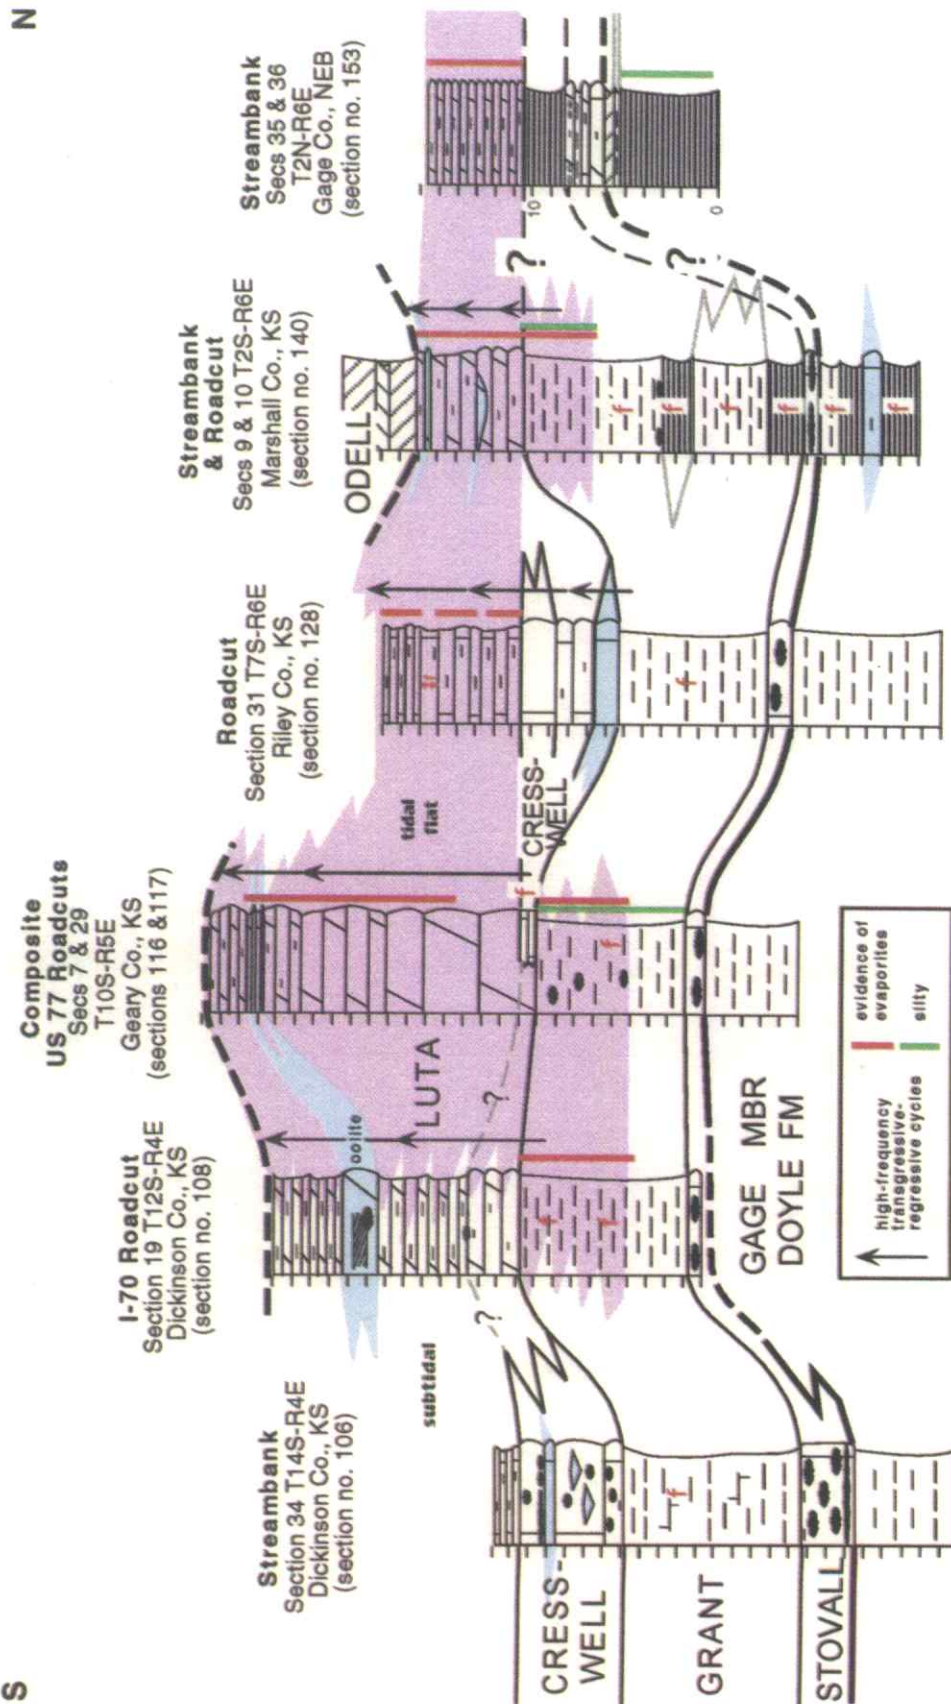 S
N
Streambank
Section 34 T14S-R4E
Dickinson Co., KS
(section no. 106)
I-70 Roadcut
Section 19 T12S-R4E
Dickinson Co., KS
(section no. 108)
Composite
US 77 Roadcuts
Secs 7 & 29
T10S-R5E
Geary Co., KS
(sections 116 &117)
Roadcut
Section 31 T7S-R6E
Riley Co., KS
(section no. 128)
Streambank
& Roadcut
Secs 9 & 10 T2S-R6E
Marshall Co., KS
(section no. 140)
Streambank
Secs 35 & 36
T2N-R6E
Gage Co., NEB
(section no. 153)
ODELL
oolite
LUTA
tidal
flat
subtidal
?
?
?
?
CRESS-
WELL
CRESS-
WELL
GRANT
STOVALL
GAGE MBR
DOYLE FM
10
0
f
f
f
f
f
f
f
f
f
f
f
f
f
high-frequency
transgressive-
regressive cycles
evidence of
evaporites
silty